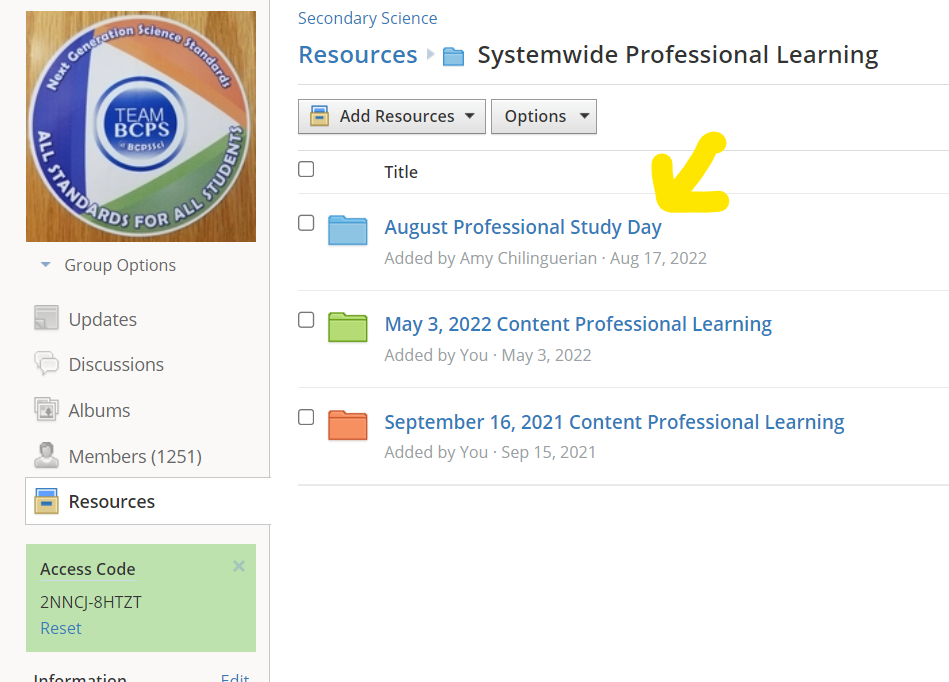 Next Generation Science Standards
TEAM
BCPS
BCPSSci
ALL STANDARDS FOR ALL STUDENTS
Group Options
Updates
Discussions
Albums
Members (1251)
Resources
Access Code
2NNCJ-8HTZT
Reset
Information Edit
Secondary Science
Resources Systemwide Professional Learning
Add Resources Options
Title
August Professional Study Day
Added by Amy Chilinguerian · Aug 17, 2022
May 3, 2022 Content Professional Learning
Added by You · May 3, 2022
September 16, 2021 Content Professional Learning
Added by You · Sep 15, 2021